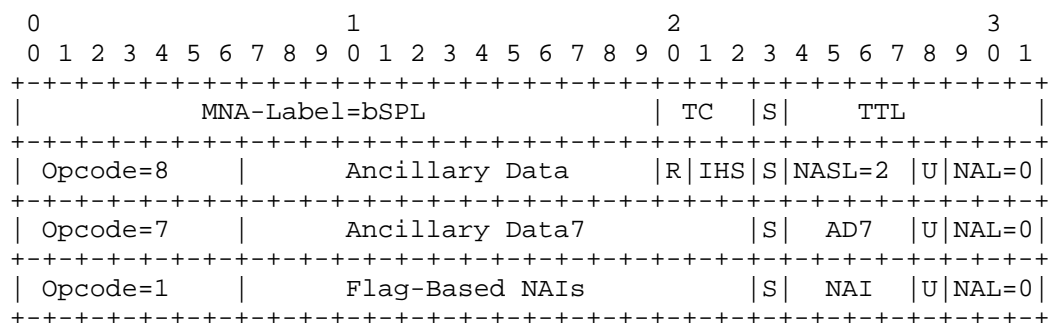 0                   1                   2                   3
 0 1 2 3 4 5 6 7 8 9 0 1 2 3 4 5 6 7 8 9 0 1 2 3 4 5 6 7 8 9 0 1
+-+-+-+-+-+-+-+-+-+-+-+-+-+-+-+-+-+-+-+-+-+-+-+-+-+-+-+-+-+-+-+-+
|           MNA-Label=bSPL              | TC  |S|    TTL        |
+-+-+-+-+-+-+-+-+-+-+-+-+-+-+-+-+-+-+-+-+-+-+-+-+-+-+-+-+-+-+-+-+
| Opcode=8    |      Ancillary Data     |R|IHS|S|NASL=2 |U|NAL=0|
+-+-+-+-+-+-+-+-+-+-+-+-+-+-+-+-+-+-+-+-+-+-+-+-+-+-+-+-+-+-+-+-+
| Opcode=7    |      Ancillary Data7          |S|  AD7  |U|NAL=0|
+-+-+-+-+-+-+-+-+-+-+-+-+-+-+-+-+-+-+-+-+-+-+-+-+-+-+-+-+-+-+-+-+
| Opcode=1    |      Flag-Based NAIs          |S|  NAI  |U|NAL=0|
+-+-+-+-+-+-+-+-+-+-+-+-+-+-+-+-+-+-+-+-+-+-+-+-+-+-+-+-+-+-+-+-+